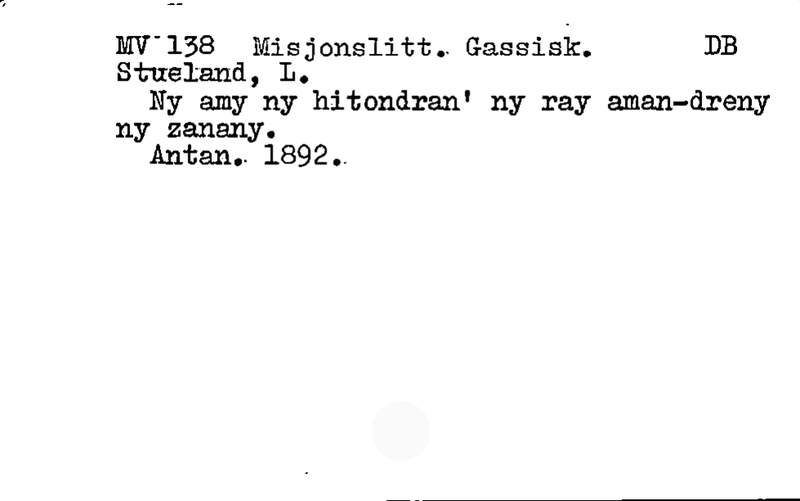 MV 138 Misjonslitt. Gassisk. DB
Stueland, L.
Ny amy ny hitondran' ny ray aman-dreny
ny zanany.
Antan. 1892.